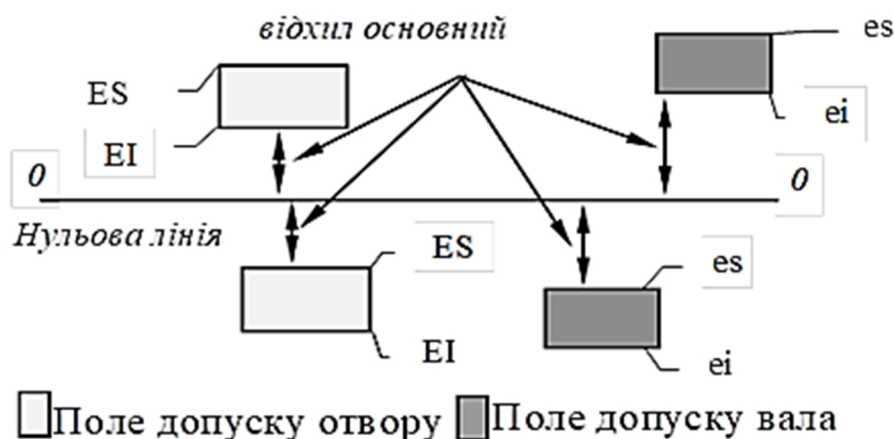 відхил основний
es
ES
ei
EI
0
0
Нульова лінія
ES
es
EI
ei
Поле допуску отвору
Поле допуску вала